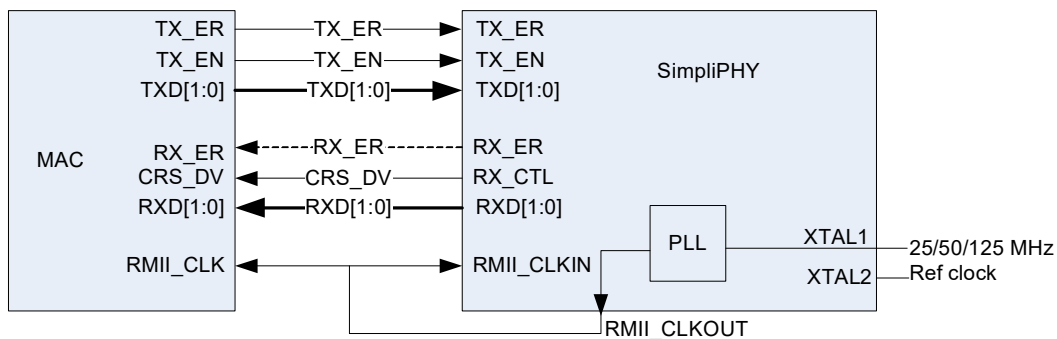 TX_ER TX_ER TX_ER
TX_EN TX_EN TX_EN
SimpliPHY
TXD[1:0] TXD[1:0] TXD[1:0]
MAC
RX_ER RX_ER RX_ER
CRS_DV CRS_DV RX_CTL
RXD[1:0] RXD[1:0] RXD[1:0]
PLL
XTAL1
25/50/125 MHz
RMII_CLK RMII_CLKIN
XTAL2
Ref clock
RMII_CLKOUT